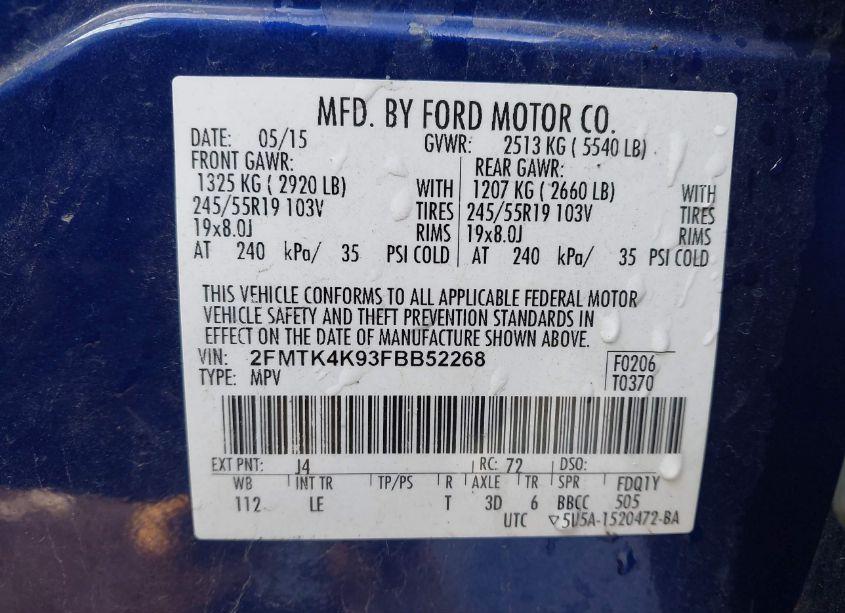 MFD. BY FORD MOTOR CO.
DATE: 05/15 GVWR: 2513 KG ( 5540 LB)
FRONT GAWR: REAR GAWR:
1325 KG ( 2920 LB) WITH 1207 KG ( 2660 LB) WITH
245/55R19 103V TIRES 245/55R19 103V TIRES
19x8.0J RIMS 19x8.0J RIMS
AT 240 kPa/ 35 PSI COLD AT 240 kPa/ 35 PSI COLD
THIS VEHICLE CONFORMS TO ALL APPLICABLE FEDERAL MOTOR
VEHICLE SAFETY AND THEFT PREVENTION STANDARDS IN
EFFECT ON THE DATE OF MANUFACTURE SHOWN ABOVE.
VIN: 2FMTK4K93FBB52268 F0206
TYPE: MPV T0370
EXT PNT: J4 RC: 72 DSO:
WB INT TR TP/PS R AXLE TR SPR FDQ1Y
112 LE T 3D 6 BBCC 505
UTC ▽5U5A-1520472-BA